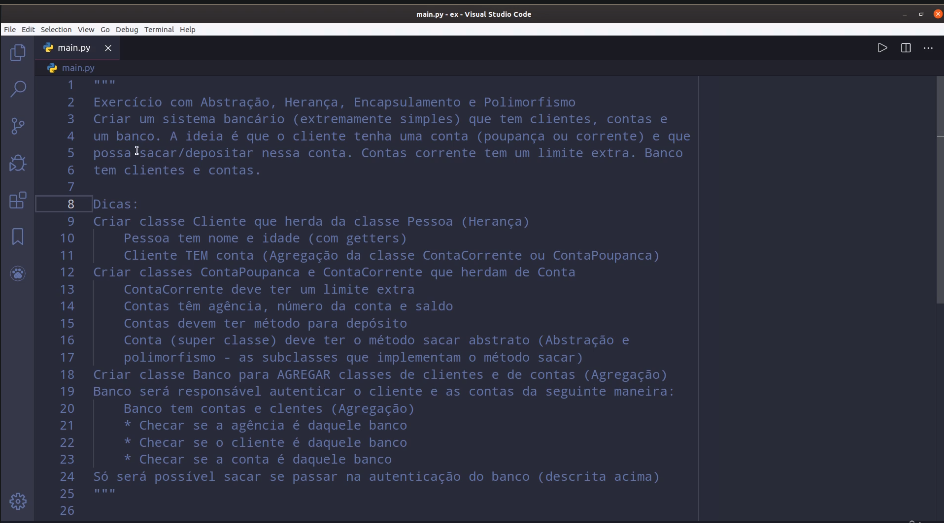 main.py - ex - Visual Studio Code
File Edit Selection View Go Debug Terminal Help
main.py
main.py
1 """
2 Exercício com Abstração, Herança, Encapsulamento e Polimorfismo
3 Criar um sistema bancário (extremamente simples) que tem clientes, contas e
4 um banco. A ideia é que o cliente tenha uma conta (poupança ou corrente) e que
5 possa sacar/depositar nessa conta. Contas corrente tem um limite extra. Banco
6 tem clientes e contas.
7
8 Dicas:
9 Criar classe Cliente que herda da classe Pessoa (Herança)
10 Pessoa tem nome e idade (com getters)
11 Cliente TEM conta (Agregação da classe ContaCorrente ou ContaPoupanca)
12 Criar classes ContaPoupanca e ContaCorrente que herdam de Conta
13 ContaCorrente deve ter um limite extra
14 Contas têm agência, número da conta e saldo
15 Contas devem ter método para depósito
16 Conta (super classe) deve ter o método sacar abstrato (Abstração e
17 polimorfismo - as subclasses que implementam o método sacar)
18 Criar classe Banco para AGREGAR classes de clientes e de contas (Agregação)
19 Banco será responsável autenticar o cliente e as contas da seguinte maneira:
20 Banco tem contas e clentes (Agregação)
21 * Checar se a agência é daquele banco
22 * Checar se o cliente é daquele banco
23 * Checar se a conta é daquele banco
24 Só será possível sacar se passar na autenticação do banco (descrita acima)
25 """
26